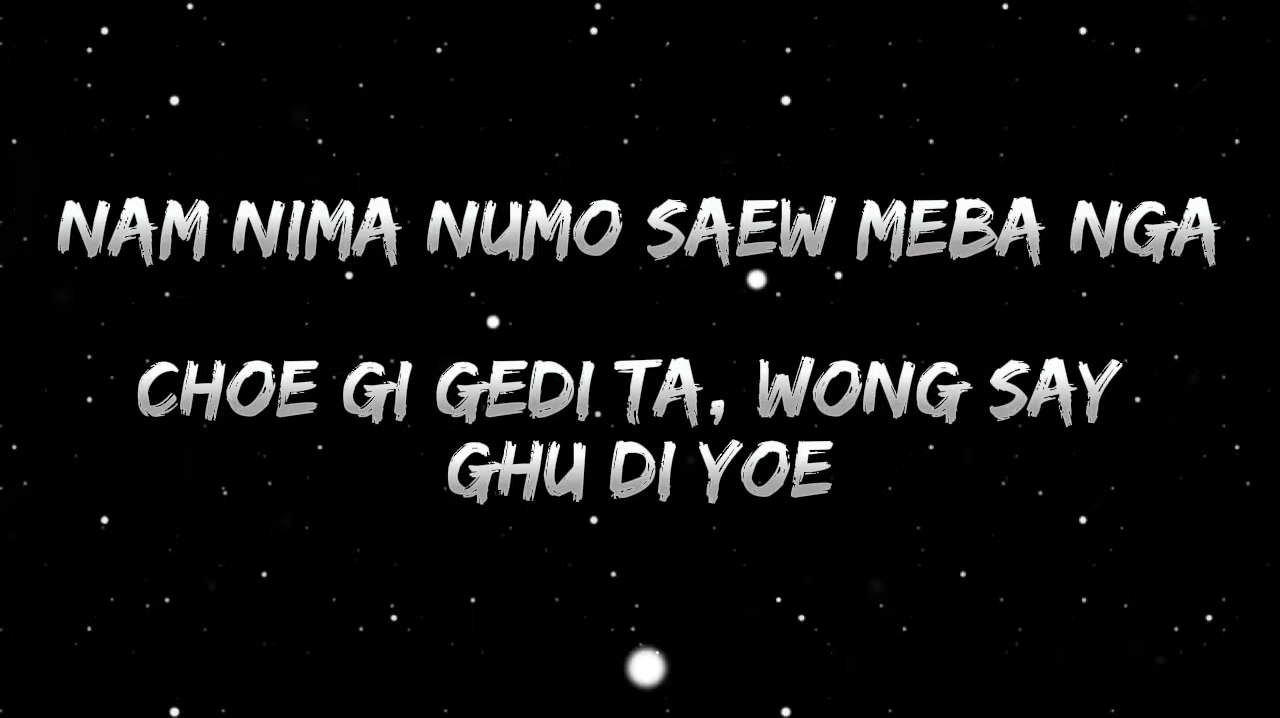 NAM NIMA NUMO SAEW MEBA NGA
CHOE GI GEDI TA, WONG SAY
GHU DI YOE